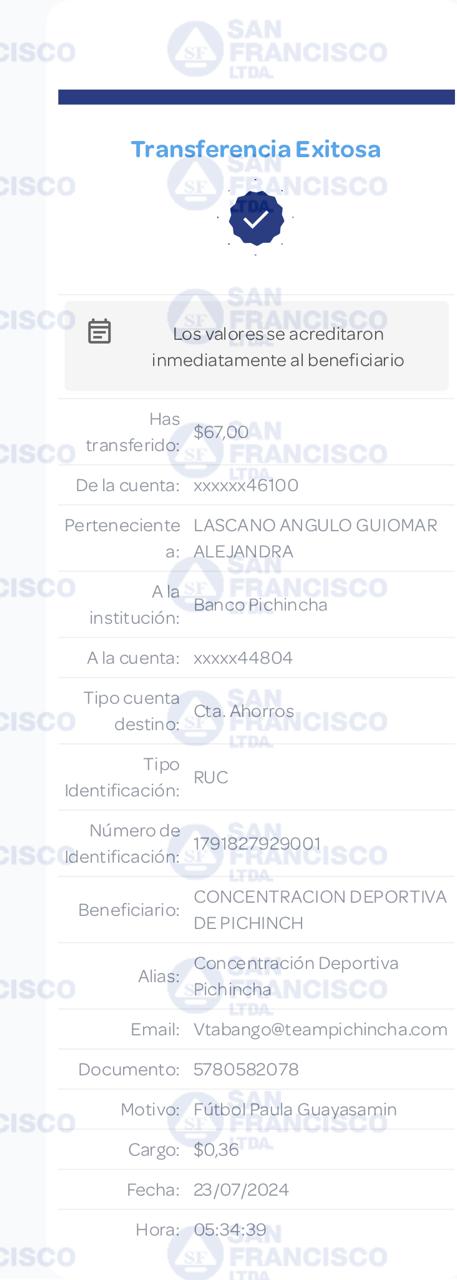 SAN
FRANCISCO
LTDA.
Transferencia Exitosa
Los valores se acreditaron
inmediatamente al beneficiario
Has
transferido: $67,00
De la cuenta: xxxxxx46100
Perteneciente
a: LASCANO ANGULO GUIOMAR
ALEJANDRA
A la
institución: Banco Pichincha
A la cuenta: xxxxx44804
Tipo cuenta
destino: Cta. Ahorros
Tipo
Identificación: RUC
Número de
Identificación: 1791827929001
Beneficiario: CONCENTRACION DEPORTIVA
DE PICHINCH
Alias: Concentración Deportiva
Pichincha
Email: Vtabango@teampichincha.com
Documento: 5780582078
Motivo: Fútbol Paula Guayasamin
Cargo: $0,36
Fecha: 23/07/2024
Hora: 05:34:39